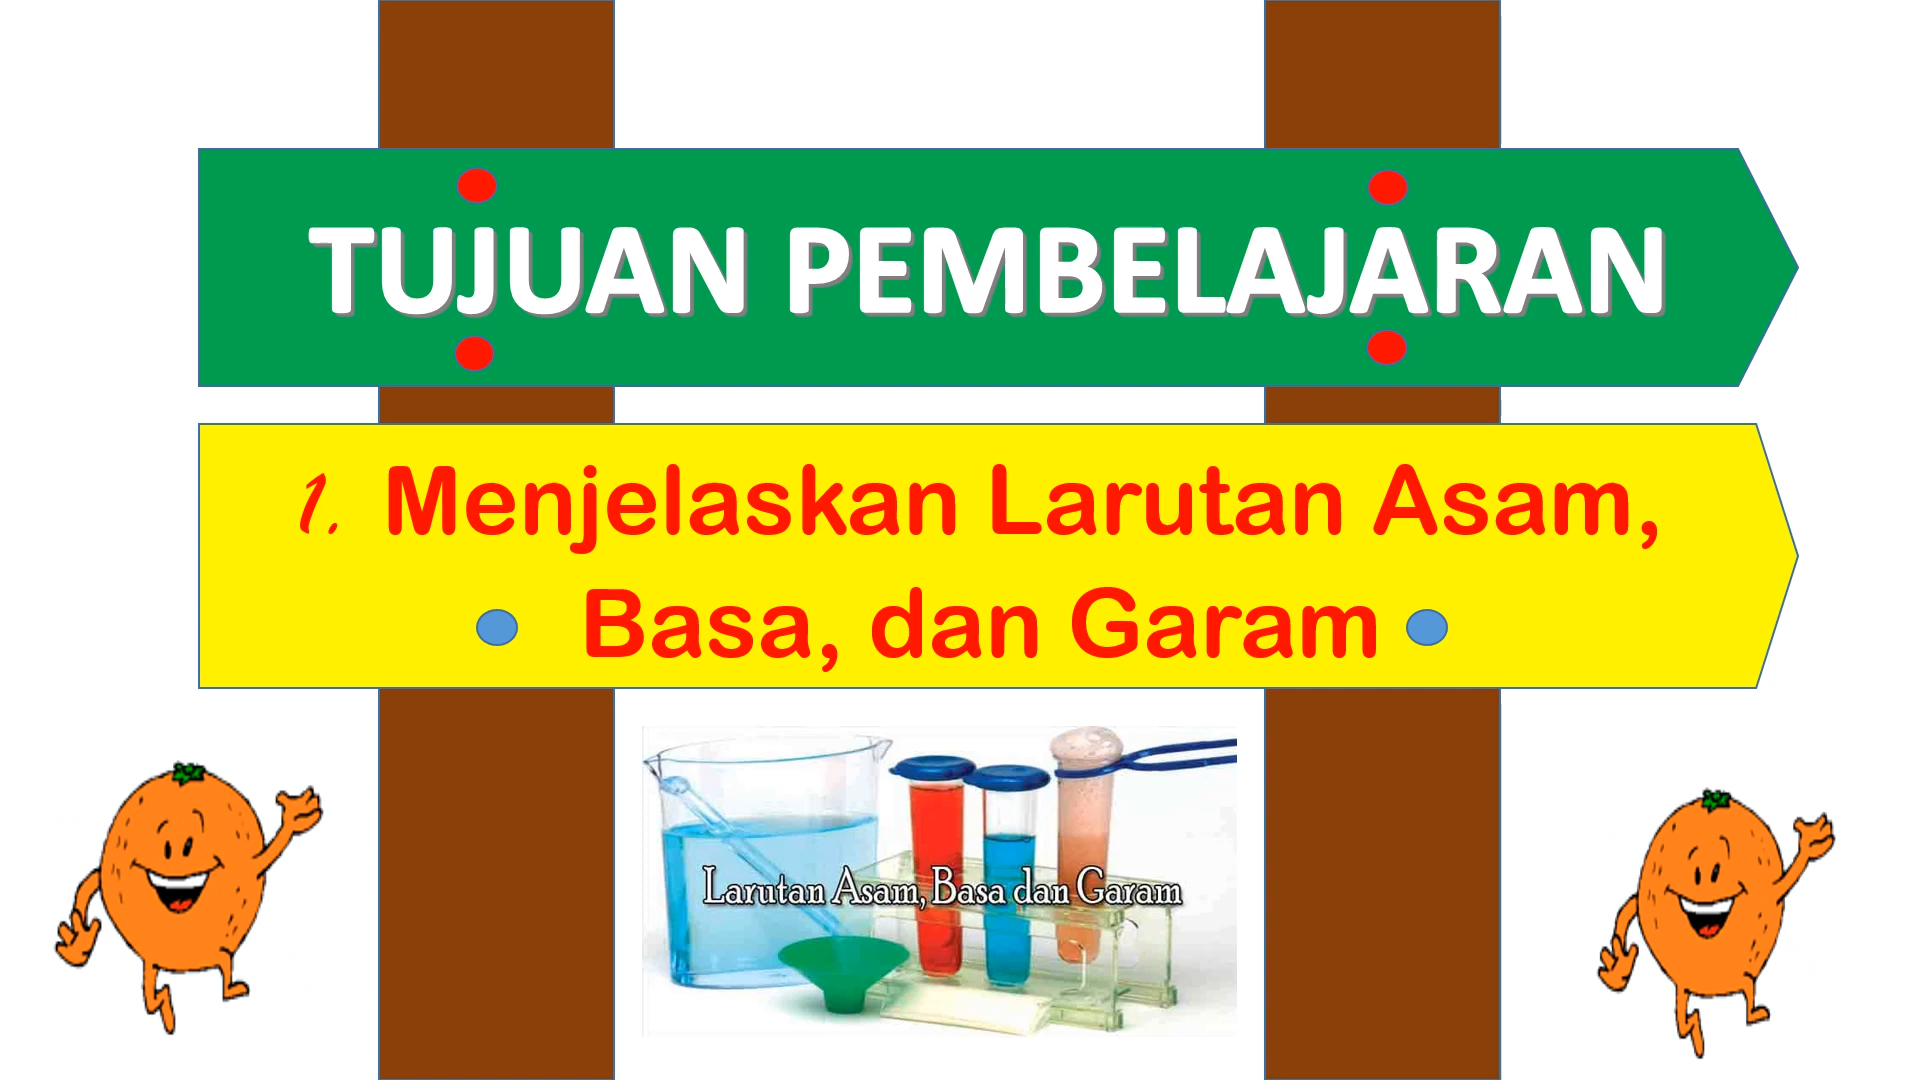 TUJUAN PEMBELAJARAN
1. Menjelaskan Larutan Asam,
Basa, dan Garam
Larutan Asam, Basa dan Garam